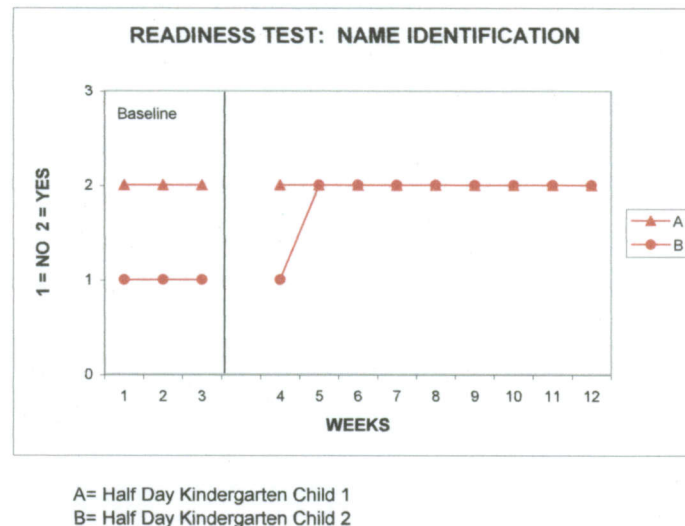 READINESS TEST: NAME IDENTIFICATION
3
Baseline
2
1 = NO 2 = YES
1
0
A
B
1 2 3 4 5 6 7 8 9 10 11 12
WEEKS
A= Half Day Kindergarten Child 1
B= Half Day Kindergarten Child 2